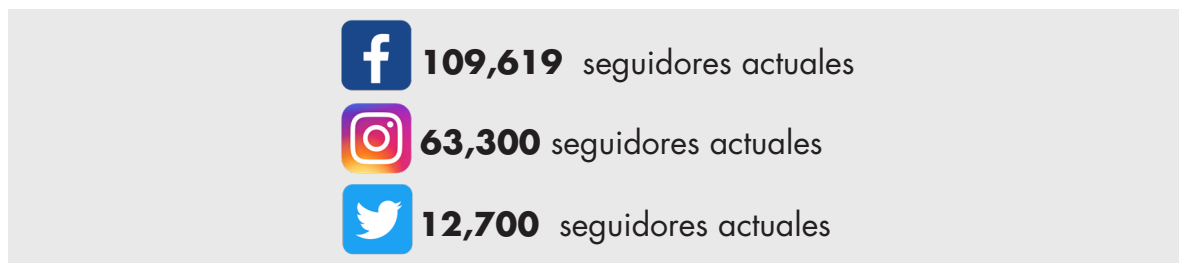 109,619 seguidores actuales
63,300 seguidores actuales
12,700 seguidores actuales